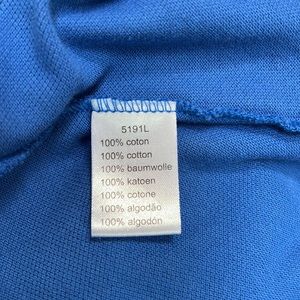 5191L
100% coton
100% cotton
100% baumwolle
100% katoen
100% cotone
100% algodão
100% algodón